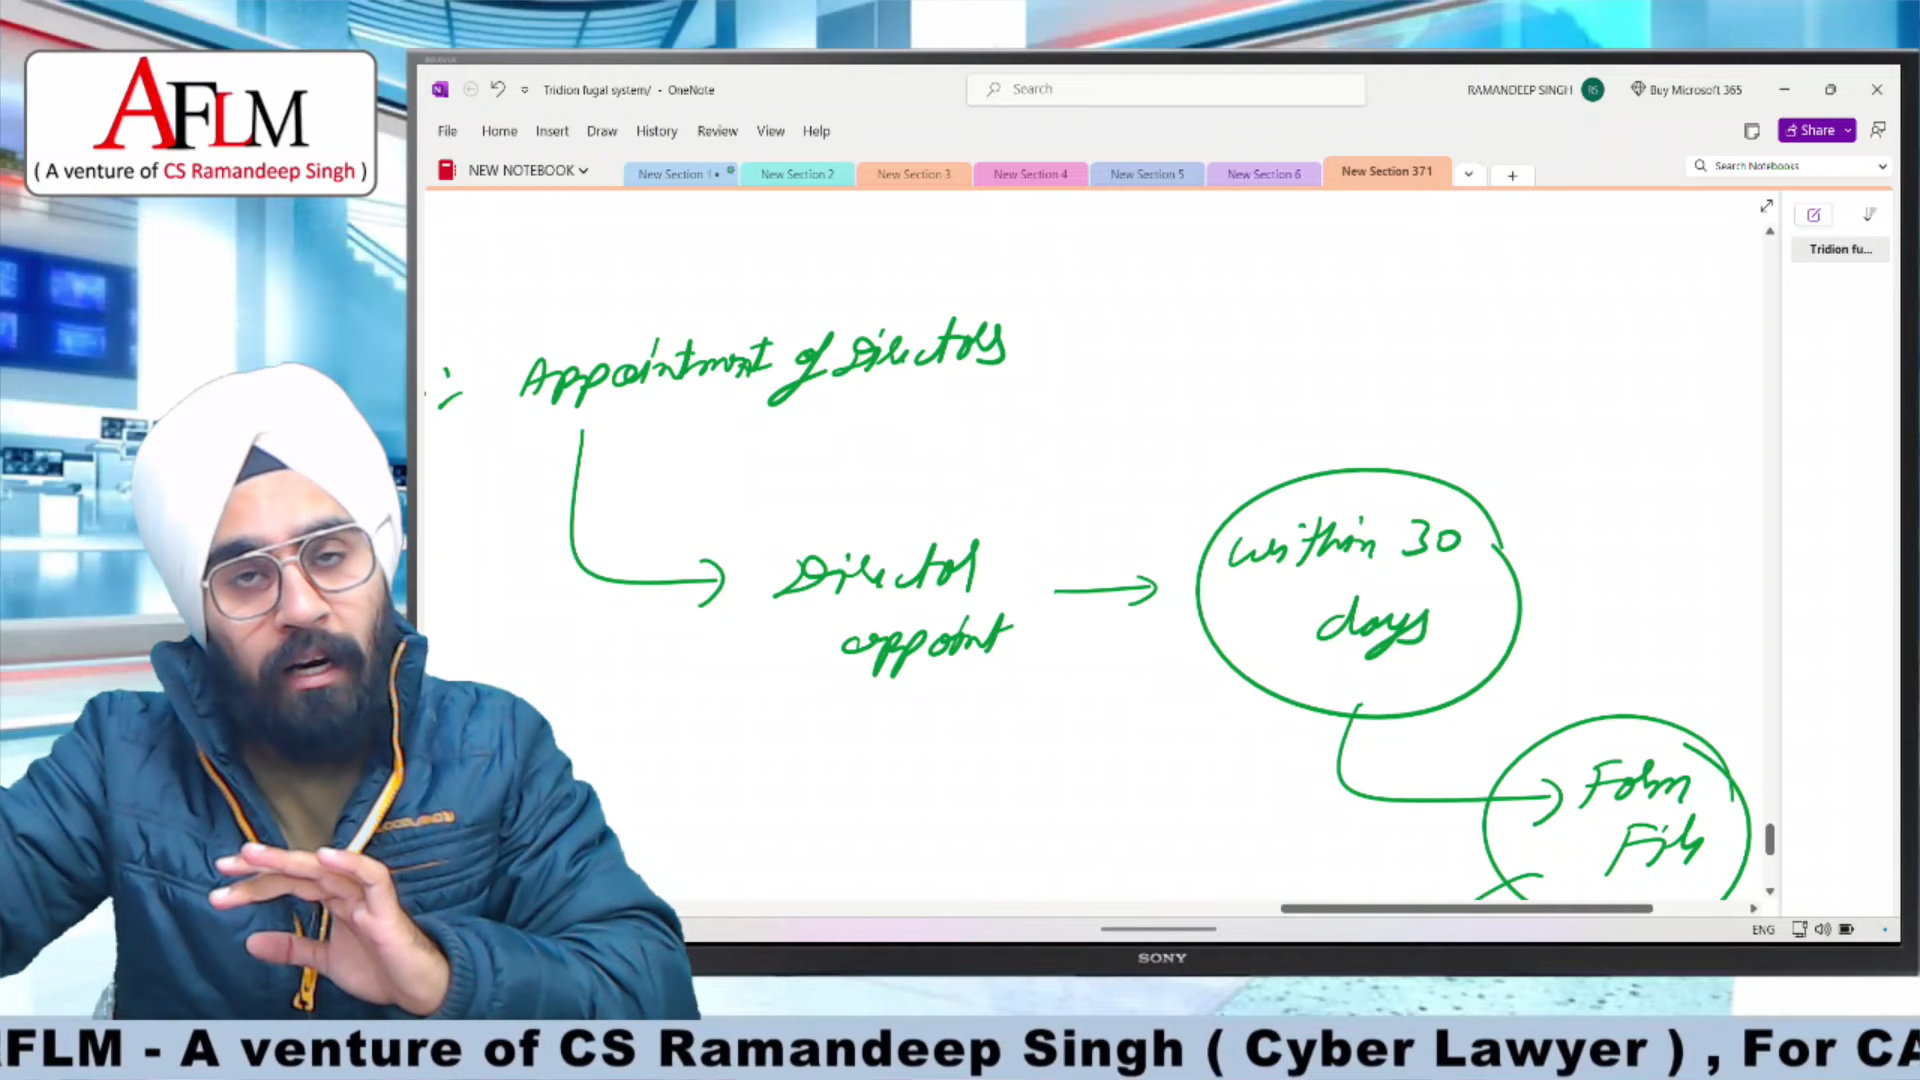 AFLM
( A venture of CS Ramandeep Singh )
Tridion fugal system/ - OneNote
Search
RAMANDEEP SINGH
RS
Buy Microsoft 365
File Home Insert Draw History Review View Help
Share
NEW NOTEBOOK
New Section 1
New Section 2
New Section 3
New Section 4
New Section 5
New Section 6
New Section 371
Search Notebooks
Tridion fu...
Appointment of Directors
Director
appoint
within 30
days
Form
File
ENG
SONY
FLM - A venture of CS Ramandeep Singh ( Cyber Lawyer ) , For CA